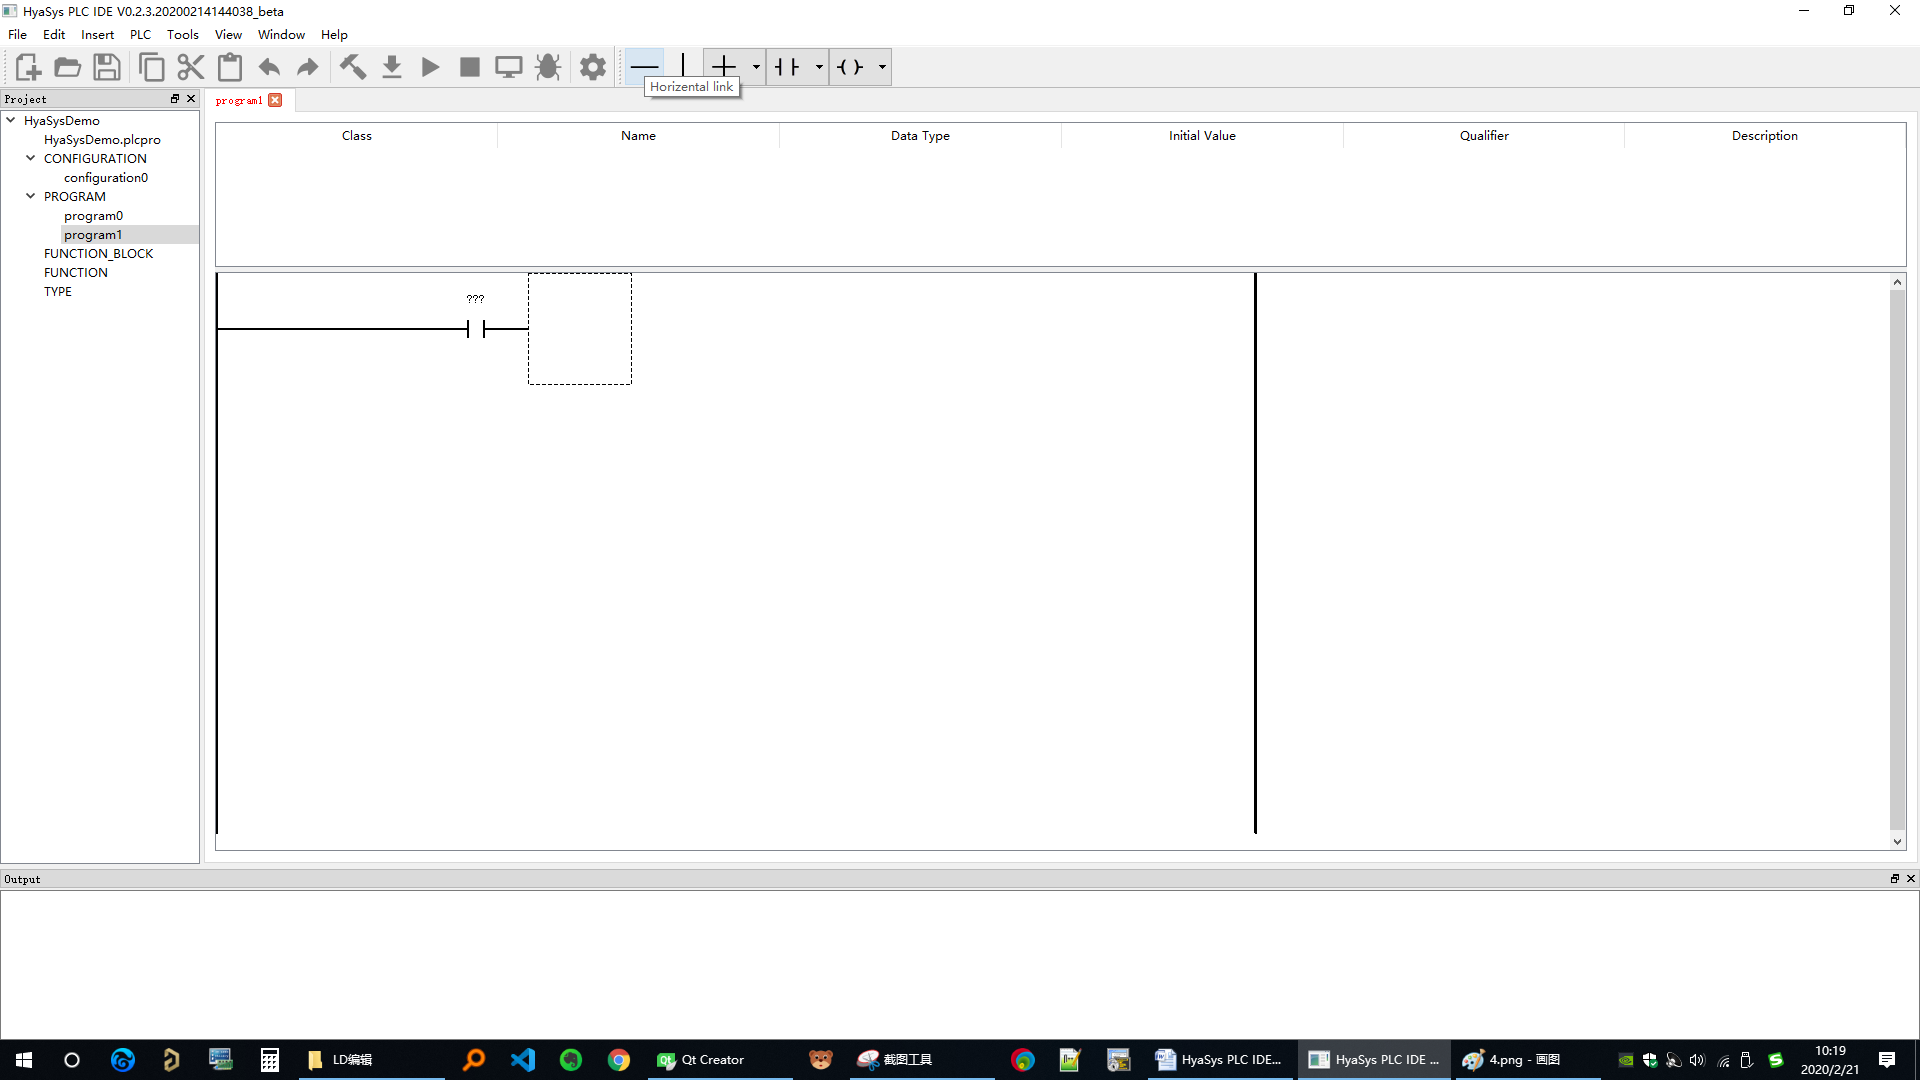 HyaSys PLC IDE V0.2.3.20200214144038_beta
File Edit Insert PLC Tools View Window Help
Horizental link
Project
program1
HyaSysDemo
HyaSysDemo.plcpro
CONFIGURATION
configuration0
PROGRAM
program0
program1
FUNCTION_BLOCK
FUNCTION
TYPE
Class Name Data Type Initial Value Qualifier Description
???
Output
LD编辑
Qt Creator
截图工具
HyaSys PLC IDE...
HyaSys PLC IDE ...
4.png - 画图
10:19
2020/2/21